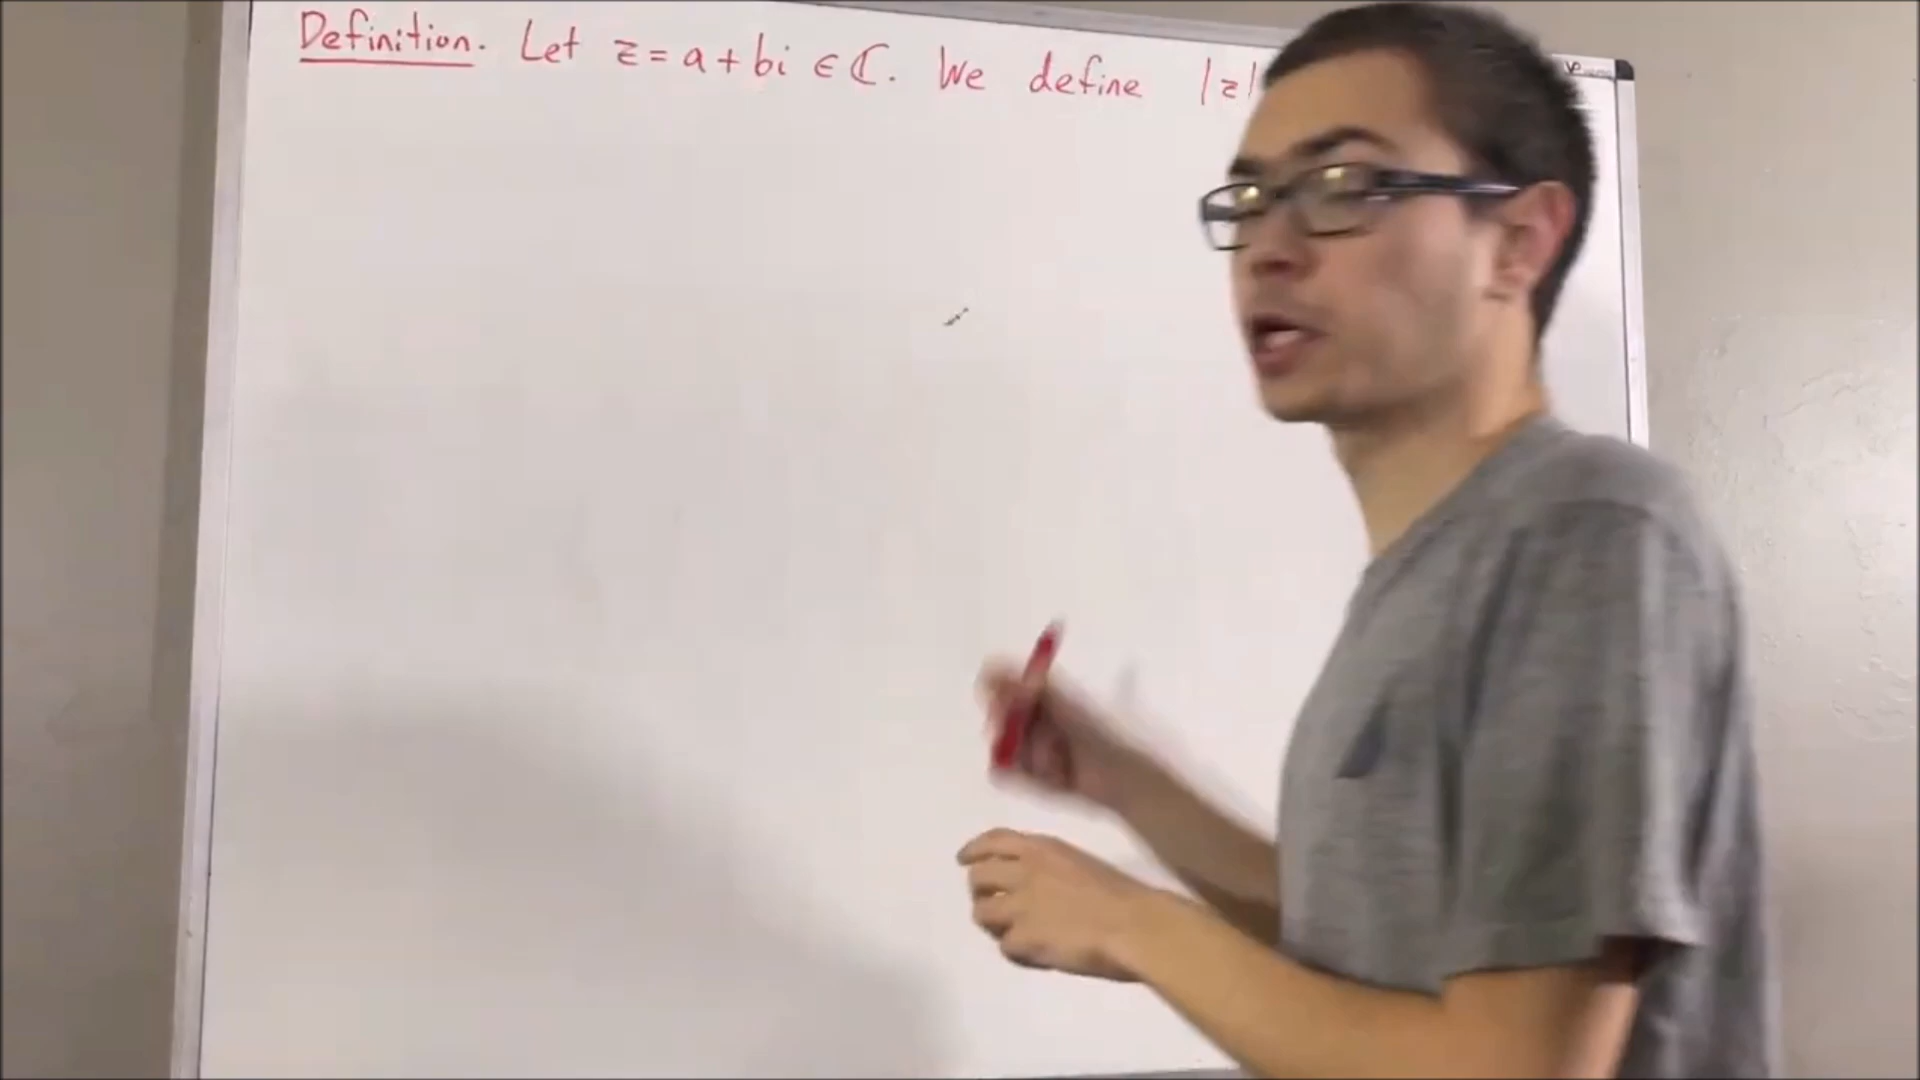 Definition. Let z = a + bi ∈ ℂ. We define |z|